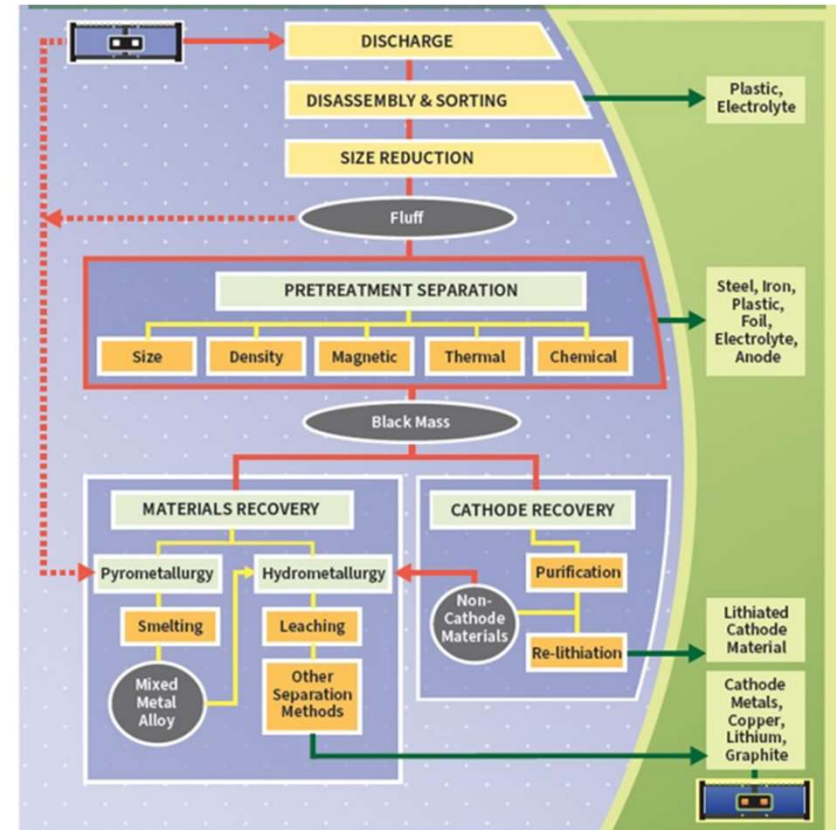 DISCHARGE
DISASSEMBLY & SORTING
Plastic,
Electrolyte
SIZE REDUCTION
Fluff
PRETREATMENT SEPARATION
Size
Density
Magnetic
Thermal
Chemical
Steel, Iron,
Plastic,
Foil,
Electrolyte,
Anode
Black Mass
MATERIALS RECOVERY
Pyrometallurgy
Hydrometallurgy
Smelting
Leaching
Mixed
Metal
Alloy
Other
Separation
Methods
CATHODE RECOVERY
Purification
Non-
Cathode
Materials
Re-lithiation
Lithiated
Cathode
Material
Cathode
Metals,
Copper,
Lithium,
Graphite